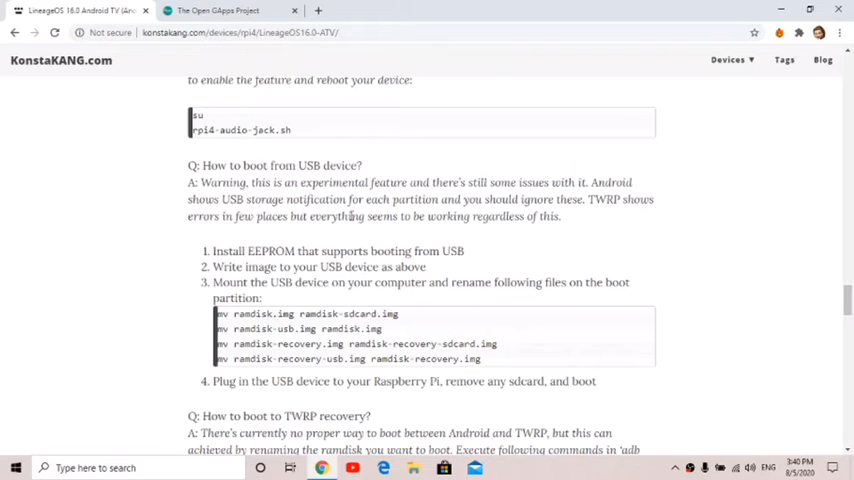 LineageOS 16.0 Android TV (And
The Open GApps Project
Not secure
konstakang.com/devices/rpi4/LineageOS16.0-ATV/
KonstaKANG.com
Devices ▾
Tags
Blog
to enable the feature and reboot your device:
su
rpi4-audio-jack.sh
Q: How to boot from USB device?
A: Warning, this is an experimental feature and there's still some issues with it. Android
shows USB storage notification for each partition and you should ignore these. TWRP shows
errors in few places but everything seems to be working regardless of this.
1. Install EEPROM that supports booting from USB
2. Write image to your USB device as above
3. Mount the USB device on your computer and rename following files on the boot
partition:
mv ramdisk.img ramdisk-sdcard.img
mv ramdisk-usb.img ramdisk.img
mv ramdisk-recovery.img ramdisk-recovery-sdcard.img
mv ramdisk-recovery-usb.img ramdisk-recovery.img
4. Plug in the USB device to your Raspberry Pi, remove any sdcard, and boot
Q: How to boot to TWRP recovery?
A: There's currently no proper way to boot between Android and TWRP, but this can
achieved by renaming the ramdisk you want to boot. Execute following commands in 'adb
Type here to search
ENG
3:40 PM
8/5/2020